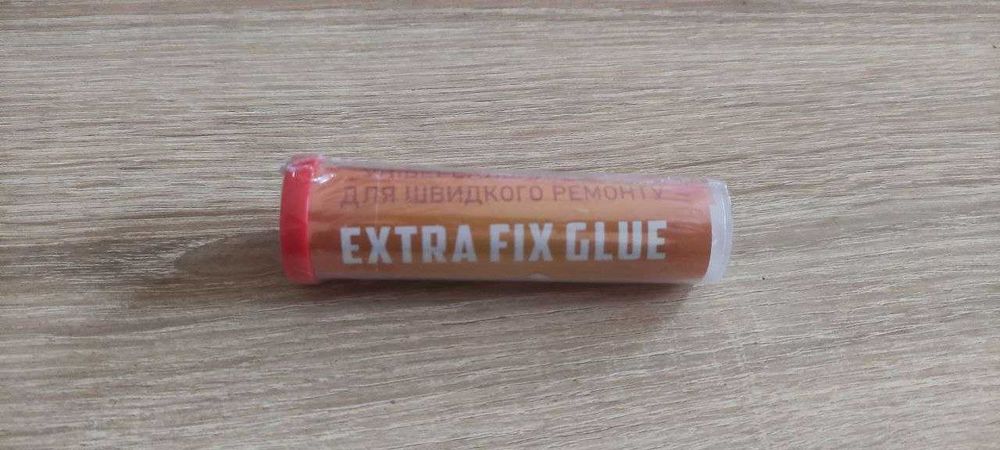 ДЛЯ ШВИДКОГО РЕМОНТУ
EXTRA FIX GLUE